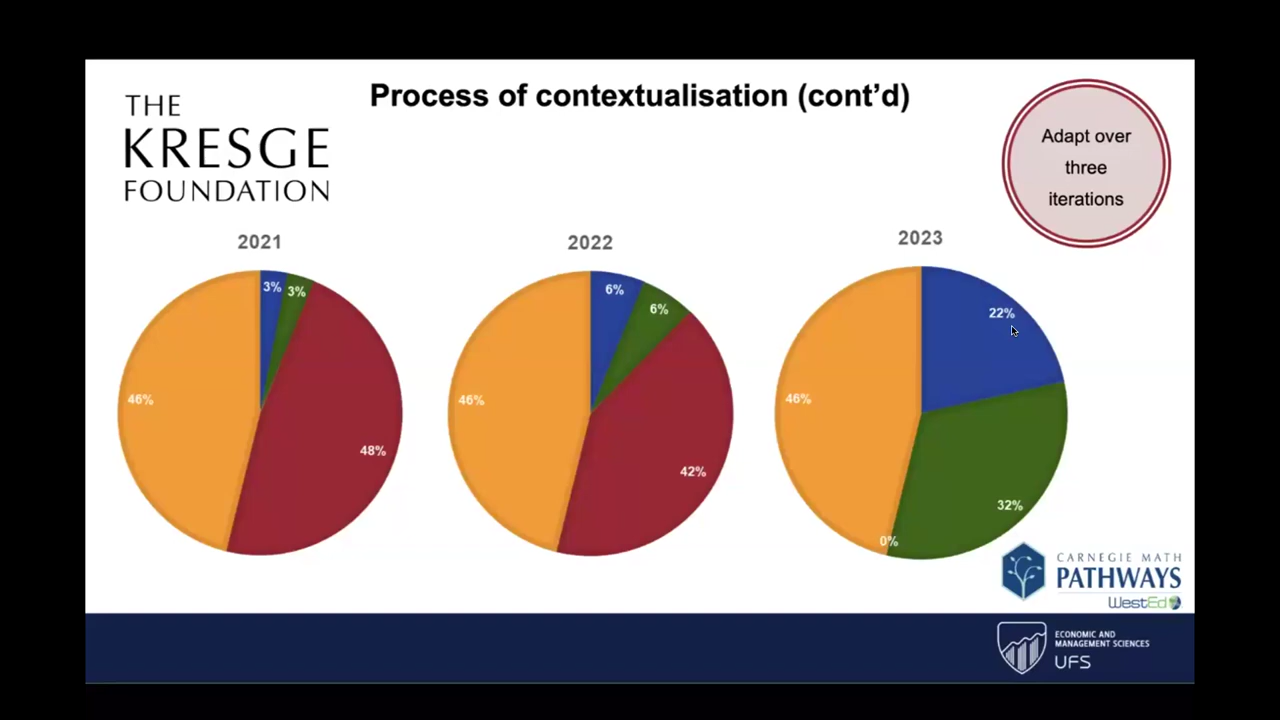 Process of contextualisation (cont’d)
THE
KRESGE
FOUNDATION
Adapt over
three
iterations
2021
3%
3%
46%
48%
2022
6%
6%
46%
42%
2023
22%
46%
32%
0%
CARNEGIE MATH
PATHWAYS
WestEd
ECONOMIC AND
MANAGEMENT SCIENCES
UFS